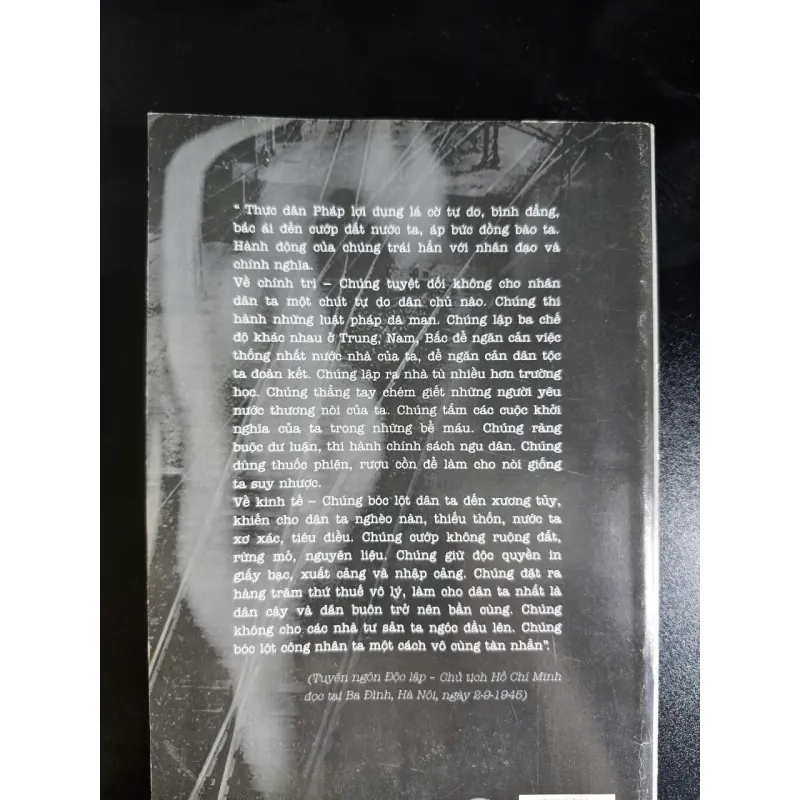 “ Thực dân Pháp lợi dụng lá cờ tự do, bình đẳng,
bác ái đến cướp đất nước ta, áp bức đồng bào ta.
Hành động của chúng trái hẳn với nhân đạo và
chính nghĩa.
Về chính trị – Chúng tuyệt đối không cho nhân
dân ta một chút tự do dân chủ nào. Chúng thi
hành những luật pháp dã man. Chúng lập ba chế
độ khác nhau ở Trung, Nam, Bắc để ngăn cản việc
thống nhất nước nhà của ta, để ngăn cản dân tộc
ta đoàn kết. Chúng lập ra nhà tù nhiều hơn trường
học. Chúng thẳng tay chém giết những người yêu
nước thương nòi của ta. Chúng tắm các cuộc khởi
nghĩa của ta trong những bể máu. Chúng ràng
buộc dư luận, thi hành chính sách ngu dân. Chúng
dùng thuốc phiện, rượu cồn để làm cho nòi giống
ta suy nhược.
Về kinh tế – Chúng bóc lột dân ta đến xương tủy,
khiến cho dân ta nghèo nàn, thiếu thốn, nước ta
xơ xác, tiêu điều. Chúng cướp không ruộng đất,
rừng mỏ, nguyên liệu. Chúng giữ độc quyền in
giấy bạc, xuất cảng và nhập cảng. Chúng đặt ra
hàng trăm thứ thuế vô lý, làm cho dân ta nhất là
dân cày và dân buôn trở nên bần cùng. Chúng
không cho các nhà tư sản ta ngóc đầu lên. Chúng
bóc lột công nhân ta một cách vô cùng tàn nhẫn”.
(Tuyên ngôn Độc lập – Chủ tịch Hồ Chí Minh
đọc tại Ba Đình, Hà Nội, ngày 2-9-1945)